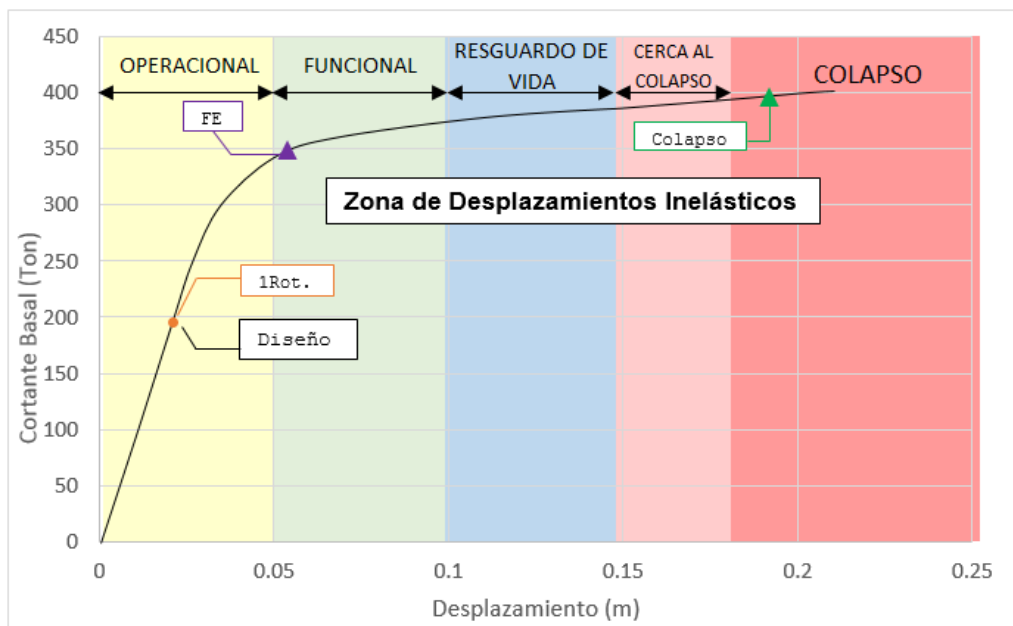 450
400
350
300
250
200
150
100
50
0
Cortante Basal (Ton)
OPERACIONAL
FUNCIONAL
RESGUARDO DE
VIDA
CERCA AL
COLAPSO
COLAPSO
FE
Colapso
Zona de Desplazamientos Inelásticos
1Rot.
Diseño
0
0.05
0.1
0.15
0.2
0.25
Desplazamiento (m)